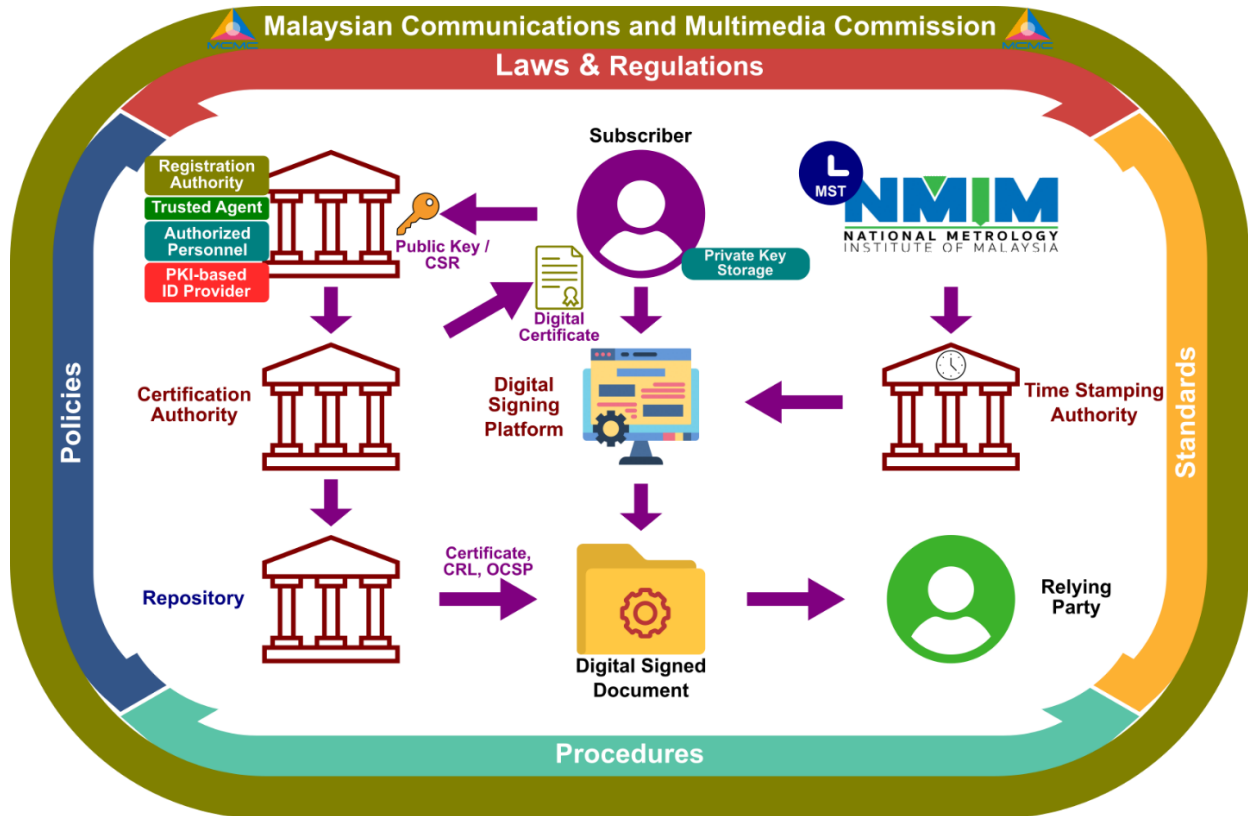 Malaysian Communications and Multimedia Commission
MCMC
MCMC
Laws & Regulations
Policies
Standards
Procedures
Registration
Authority
Trusted Agent
Authorized
Personnel
PKI-based
ID Provider
Public Key /
CSR
Subscriber
Private Key
Storage
Digital
Certificate
MST
NMIM
NATIONAL METROLOGY
INSTITUTE OF MALAYSIA
Certification
Authority
Digital
Signing
Platform
Time Stamping
Authority
Repository
Certificate,
CRL, OCSP
Digital Signed
Document
Relying
Party